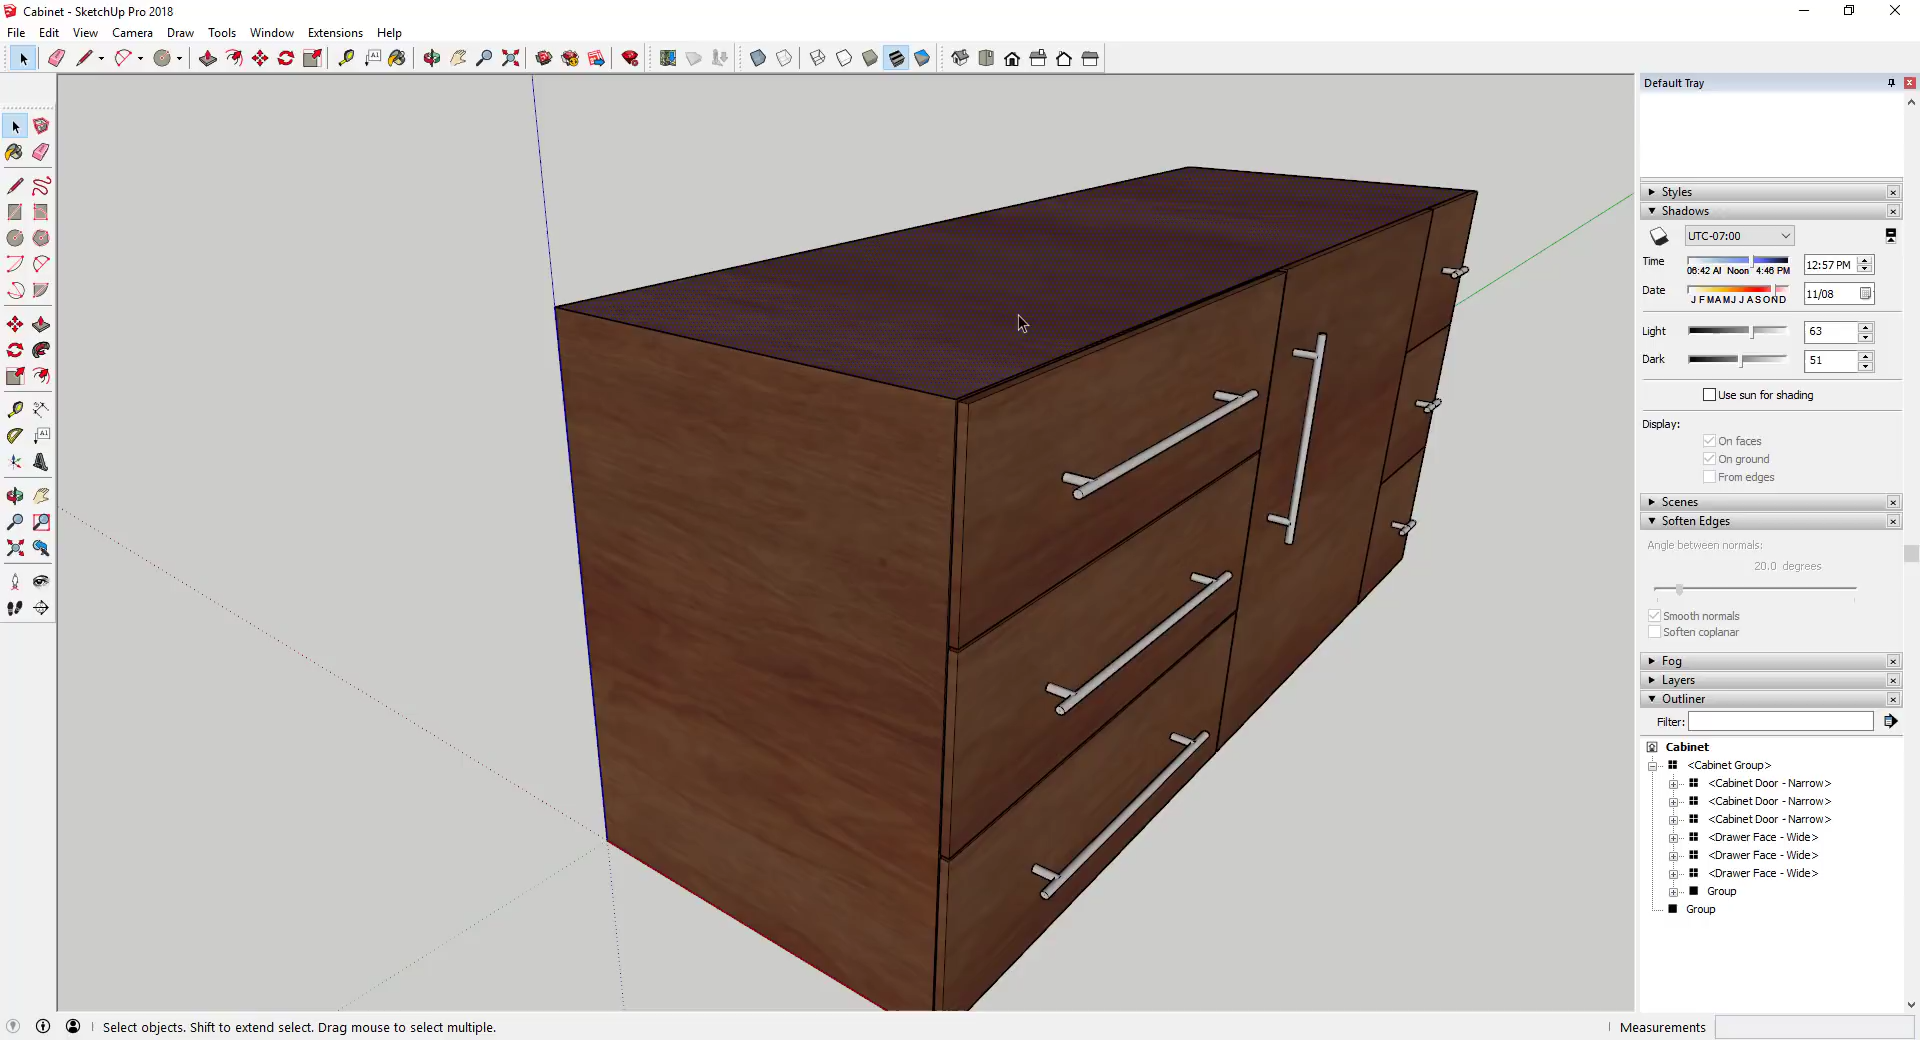 Cabinet - SketchUp Pro 2018
File Edit View Camera Draw Tools Window Extensions Help
Default Tray
Styles
Shadows
UTC-07:00
Time
06:42 AI Noon 4:46 PM
12:57 PM
Date
J F M A M J J A S O N D
11/08
Light
63
Dark
51
Use sun for shading
Display:
On faces
On ground
From edges
Scenes
Soften Edges
Angle between normals:
20.0 degrees
Smooth normals
Soften coplanar
Fog
Layers
Outliner
Filter:
Cabinet
<Cabinet Group>
<Cabinet Door - Narrow>
<Cabinet Door - Narrow>
<Cabinet Door - Narrow>
<Drawer Face - Wide>
<Drawer Face - Wide>
<Drawer Face - Wide>
Group
Group
Select objects. Shift to extend select. Drag mouse to select multiple.
Measurements